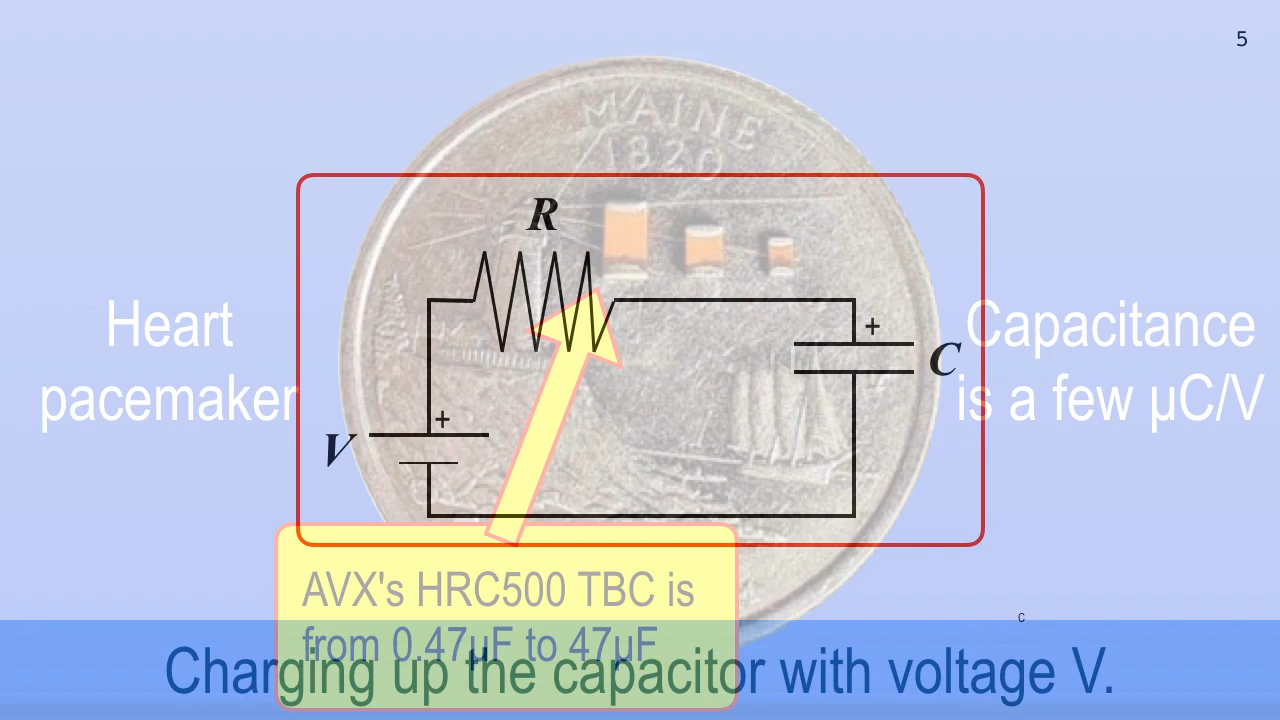 5
MAINE
1820
R
Heart
pacemaker
+
C
Capacitance
is a few µC/V
+
V
AVX's HRC500 TBC is
from 0.47µF to 47µF
C
Charging up the capacitor with voltage V.